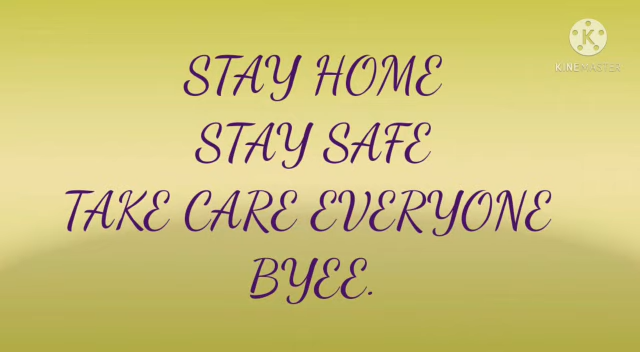 KINEMASTER
STAY HOME
STAY SAFE
TAKE CARE EVERYONE
BYEE.